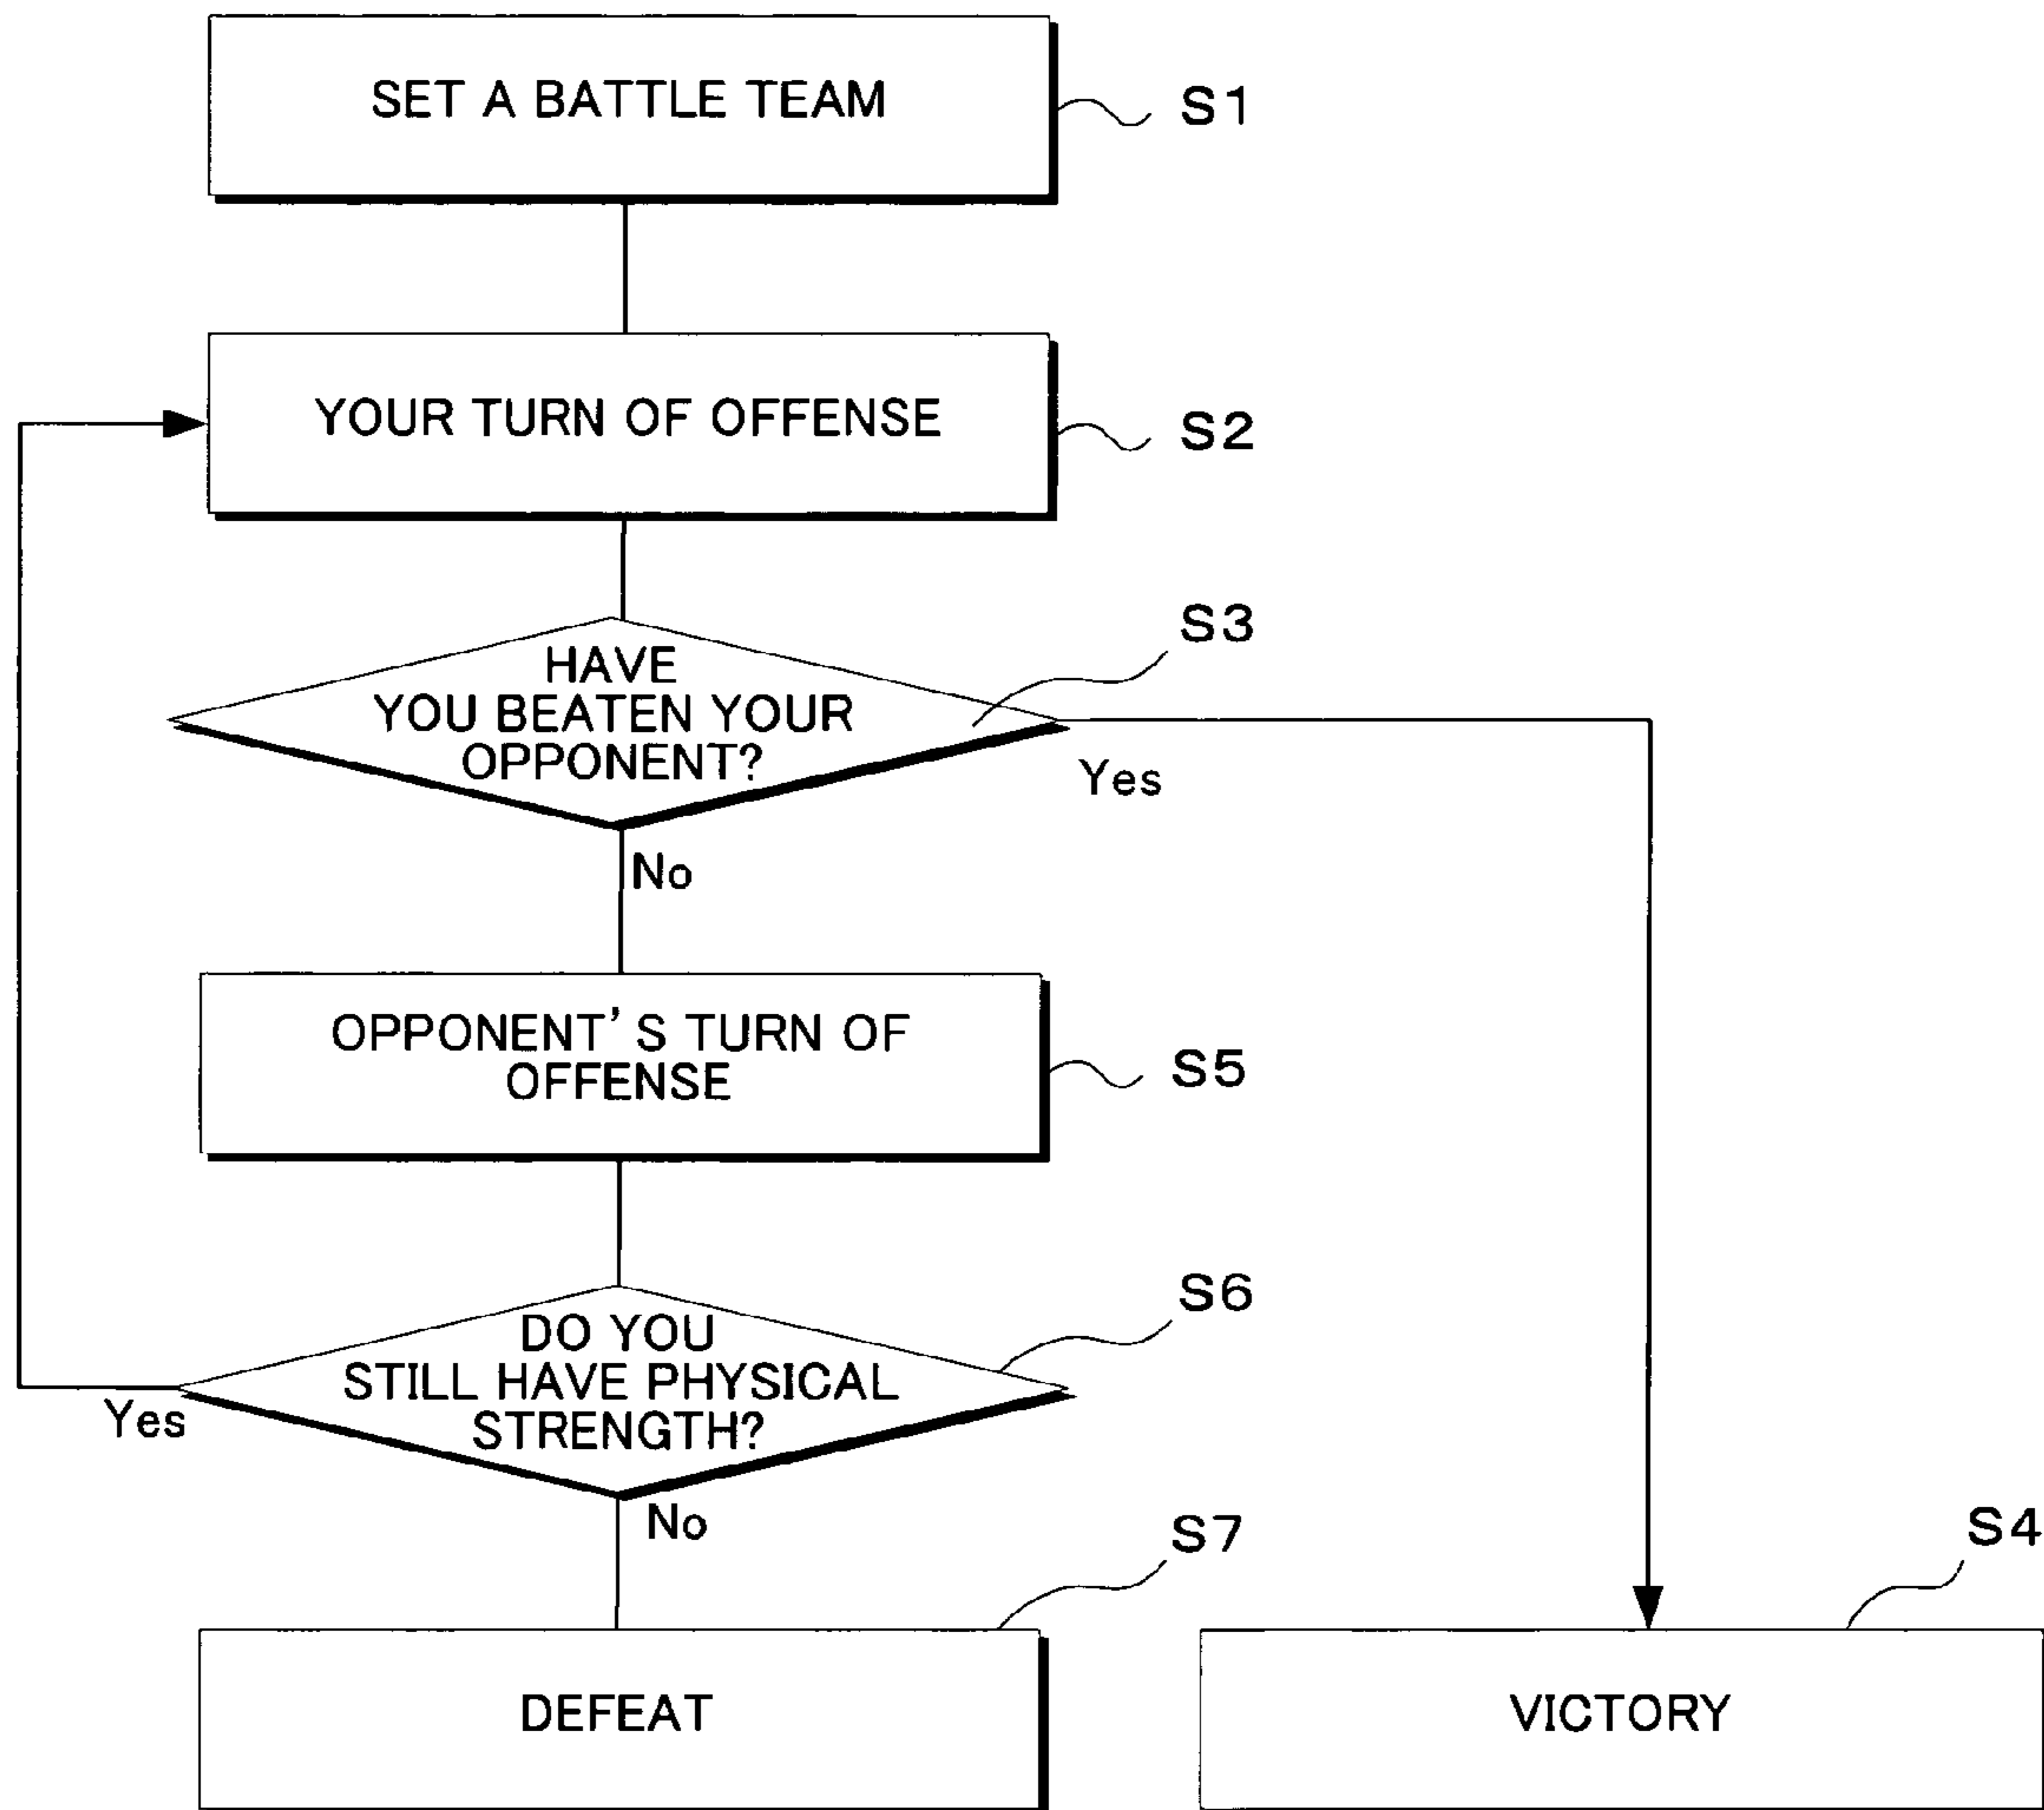 SET A BATTLE TEAM
S1
YOUR TURN OF OFFENSE
S2
S3
HAVE
YOU BEATEN YOUR
OPPONENT?
Yes
No
OPPONENT'S TURN OF
OFFENSE
S5
S6
DO YOU
STILL HAVE PHYSICAL
STRENGTH?
Yes
No
S7
S4
DEFEAT
VICTORY